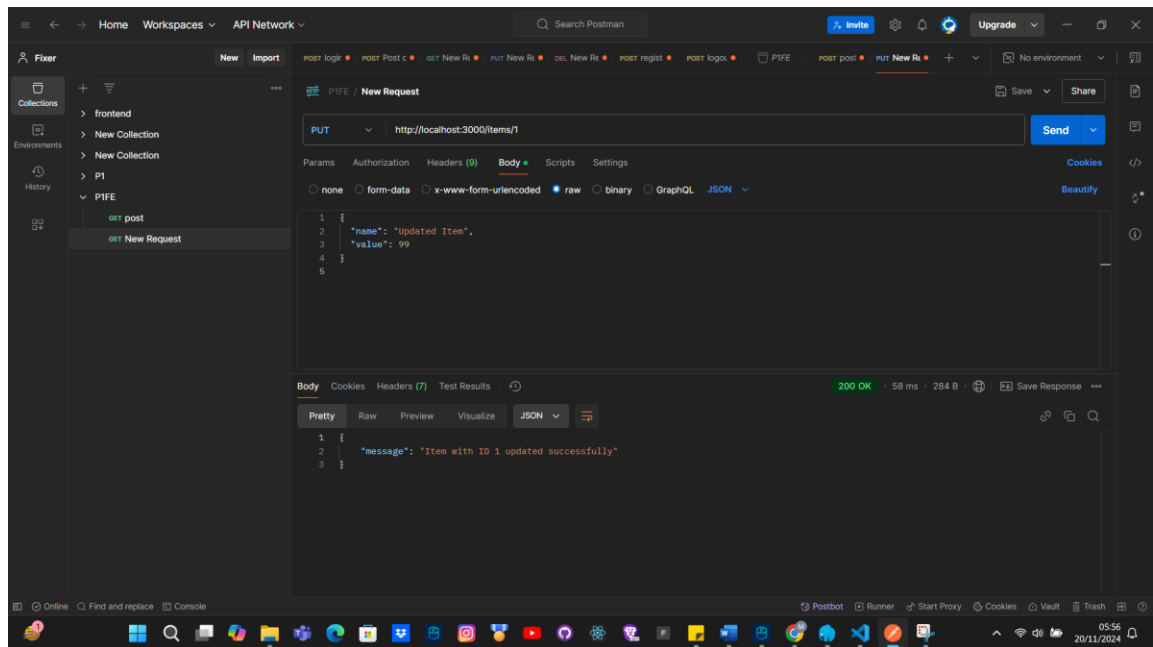 Home Workspaces API Network Search Postman Invite Upgrade
Fixer New Import POST logir POST Post c GET New Re PUT New Re DEL New Re POST regist POST logou P1FE POST post PUT New Re No environment
Collections
Environments
History
frontend
New Collection
New Collection
P1
P1FE
GET post
GET New Request
P1FE / New Request Save Share
PUT http://localhost:3000/items/1 Send
Params Authorization Headers (9) Body Scripts Settings Cookies
none form-data x-www-form-urlencoded raw binary GraphQL JSON Beautify
1 {
2 "name": "Updated Item",
3 "value": 99
4 }
5
Body Cookies Headers (7) Test Results 200 OK 58 ms 284 B Save Response
Pretty Raw Preview Visualize JSON
1 {
2 "message": "Item with ID 1 updated successfully"
3 }
Online Find and replace Console Postbot Runner Start Proxy Cookies Vault Trash
05:56
20/11/2024